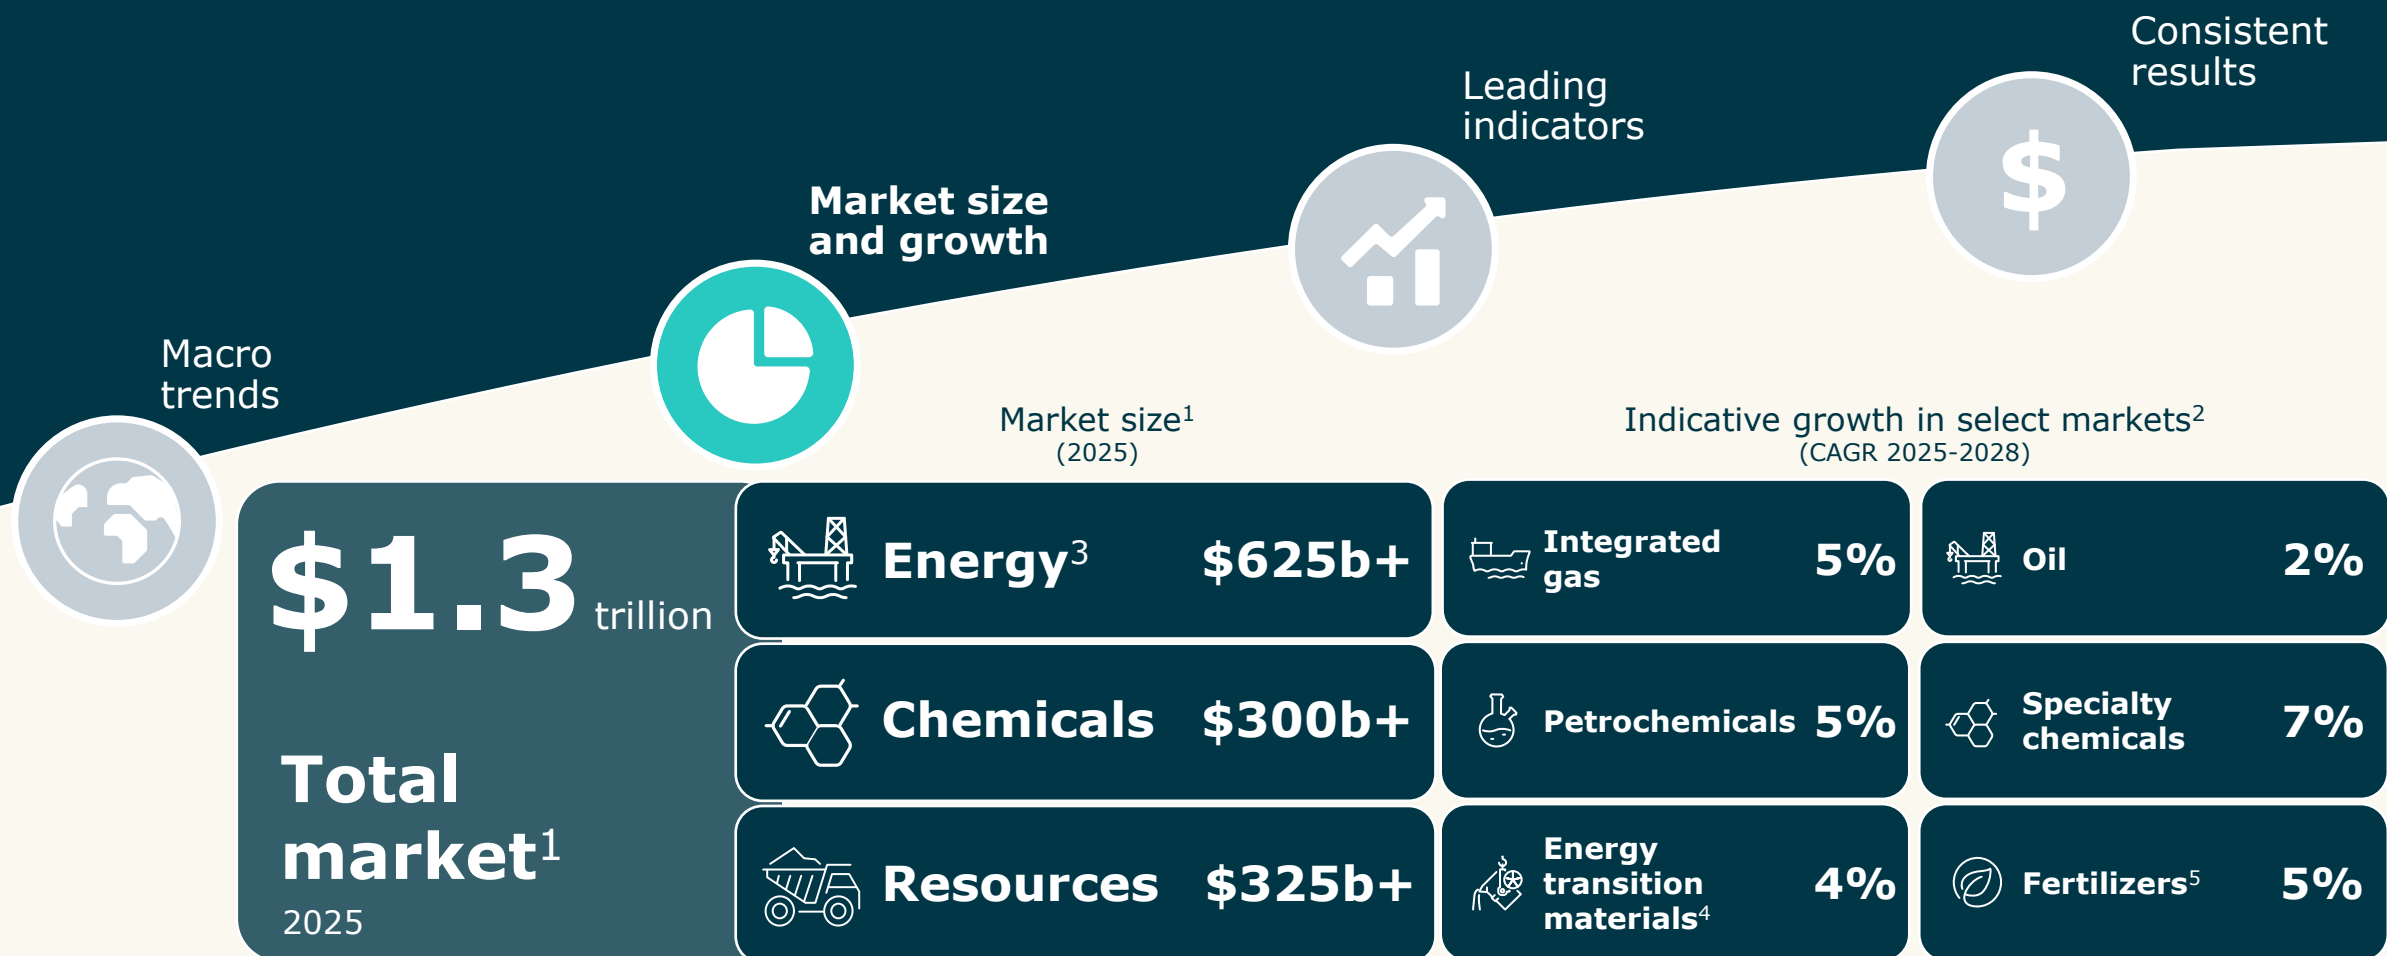 Consistent
results
Leading
indicators
Market size
and growth
Macro
trends
$
Market size¹
(2025)
Indicative growth in select markets²
(CAGR 2025-2028)
$1.3 trillion
Total
market¹
2025
Energy³ $625b+
Integrated
gas
5%
Oil 2%
Chemicals $300b+
Petrochemicals 5%
Specialty
chemicals
7%
Resources $325b+
Energy
transition
materials⁴
4%
Fertilizers⁵ 5%